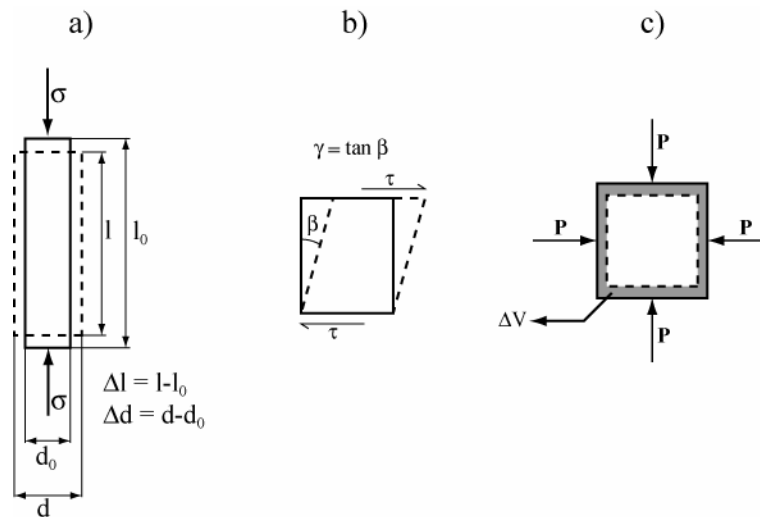 a)
σ
l
l₀
σ
Δl = l-l₀
Δd = d-d₀
d₀
d
b)
γ = tan β
τ
β
τ
c)
P
P
P
ΔV
P